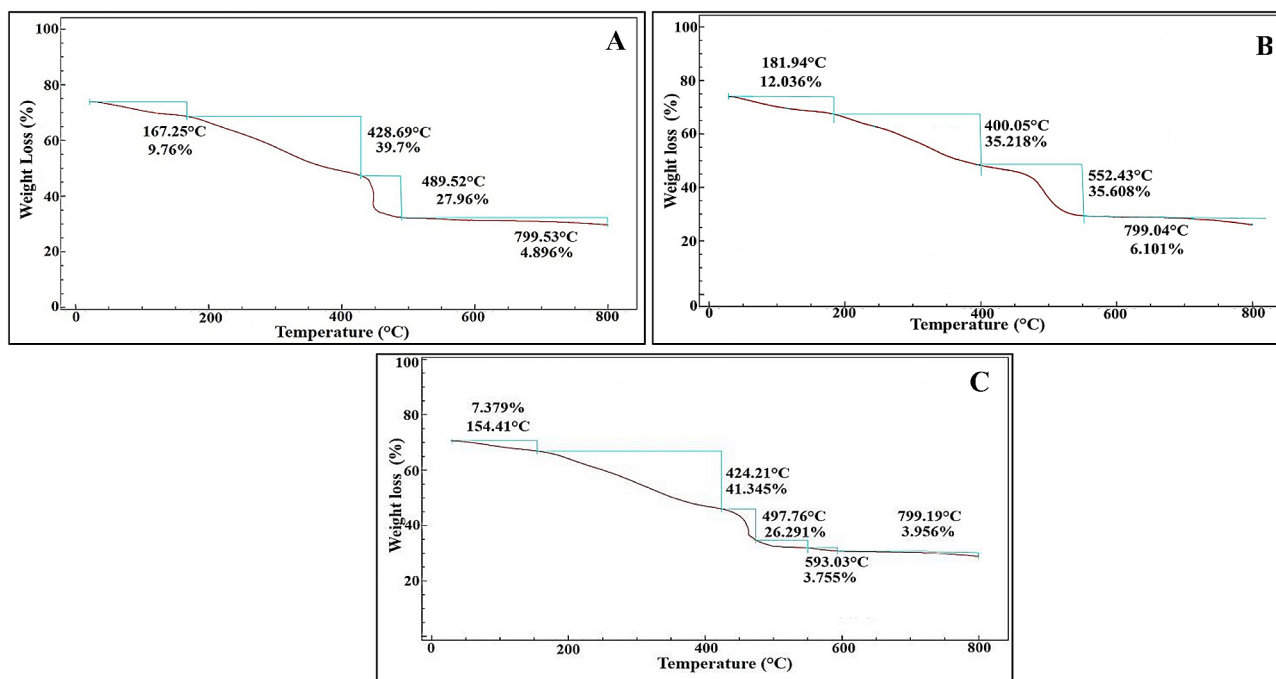 A
Weight Loss (%)
100
80
60
40
20
0
167.25°C
9.76%
428.69°C
39.7%
489.52°C
27.96%
799.53°C
4.896%
0
200
400
600
800
Temperature (°C)
B
Weight loss (%)
100
80
60
40
20
0
181.94°C
12.036%
400.05°C
35.218%
552.43°C
35.608%
799.04°C
6.101%
0
200
400
600
800
Temperature (°C)
C
Weight loss (%)
100
80
60
40
20
7.379%
154.41°C
424.21°C
41.345%
497.76°C
26.291%
593.03°C
3.755%
799.19°C
3.956%
0
200
400
600
800
Temperature (°C)